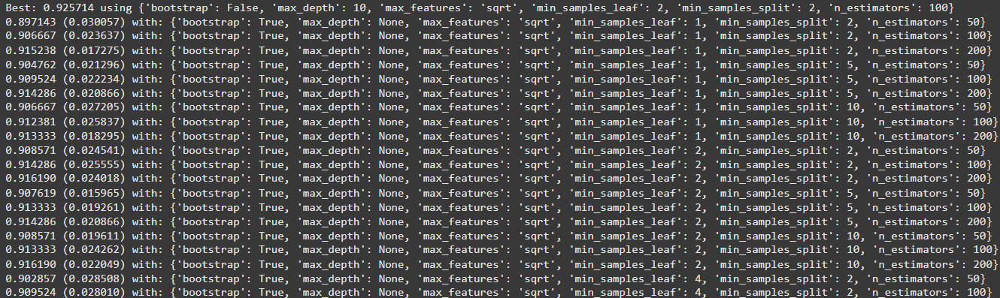 Best: 0.925714 using {'bootstrap': False, 'max_depth': 10, 'max_features': 'sqrt', 'min_samples_leaf': 2, 'min_samples_split': 2, 'n_estimators': 100}
0.897143 (0.030057) with: {'bootstrap': True, 'max_depth': None, 'max_features': 'sqrt', 'min_samples_leaf': 1, 'min_samples_split': 2, 'n_estimators': 50}
0.906667 (0.023637) with: {'bootstrap': True, 'max_depth': None, 'max_features': 'sqrt', 'min_samples_leaf': 1, 'min_samples_split': 2, 'n_estimators': 100}
0.915238 (0.017275) with: {'bootstrap': True, 'max_depth': None, 'max_features': 'sqrt', 'min_samples_leaf': 1, 'min_samples_split': 2, 'n_estimators': 200}
0.904762 (0.021296) with: {'bootstrap': True, 'max_depth': None, 'max_features': 'sqrt', 'min_samples_leaf': 1, 'min_samples_split': 5, 'n_estimators': 50}
0.909524 (0.022234) with: {'bootstrap': True, 'max_depth': None, 'max_features': 'sqrt', 'min_samples_leaf': 1, 'min_samples_split': 5, 'n_estimators': 100}
0.914286 (0.020866) with: {'bootstrap': True, 'max_depth': None, 'max_features': 'sqrt', 'min_samples_leaf': 1, 'min_samples_split': 5, 'n_estimators': 200}
0.906667 (0.027205) with: {'bootstrap': True, 'max_depth': None, 'max_features': 'sqrt', 'min_samples_leaf': 1, 'min_samples_split': 10, 'n_estimators': 50}
0.912381 (0.025837) with: {'bootstrap': True, 'max_depth': None, 'max_features': 'sqrt', 'min_samples_leaf': 1, 'min_samples_split': 10, 'n_estimators': 100}
0.913333 (0.018295) with: {'bootstrap': True, 'max_depth': None, 'max_features': 'sqrt', 'min_samples_leaf': 1, 'min_samples_split': 10, 'n_estimators': 200}
0.908571 (0.024541) with: {'bootstrap': True, 'max_depth': None, 'max_features': 'sqrt', 'min_samples_leaf': 2, 'min_samples_split': 2, 'n_estimators': 50}
0.914286 (0.025555) with: {'bootstrap': True, 'max_depth': None, 'max_features': 'sqrt', 'min_samples_leaf': 2, 'min_samples_split': 2, 'n_estimators': 100}
0.916190 (0.024018) with: {'bootstrap': True, 'max_depth': None, 'max_features': 'sqrt', 'min_samples_leaf': 2, 'min_samples_split': 2, 'n_estimators': 200}
0.907619 (0.015965) with: {'bootstrap': True, 'max_depth': None, 'max_features': 'sqrt', 'min_samples_leaf': 2, 'min_samples_split': 5, 'n_estimators': 50}
0.913333 (0.019261) with: {'bootstrap': True, 'max_depth': None, 'max_features': 'sqrt', 'min_samples_leaf': 2, 'min_samples_split': 5, 'n_estimators': 100}
0.914286 (0.020866) with: {'bootstrap': True, 'max_depth': None, 'max_features': 'sqrt', 'min_samples_leaf': 2, 'min_samples_split': 5, 'n_estimators': 200}
0.908571 (0.019611) with: {'bootstrap': True, 'max_depth': None, 'max_features': 'sqrt', 'min_samples_leaf': 2, 'min_samples_split': 10, 'n_estimators': 50}
0.913333 (0.024262) with: {'bootstrap': True, 'max_depth': None, 'max_features': 'sqrt', 'min_samples_leaf': 2, 'min_samples_split': 10, 'n_estimators': 100}
0.916190 (0.022049) with: {'bootstrap': True, 'max_depth': None, 'max_features': 'sqrt', 'min_samples_leaf': 2, 'min_samples_split': 10, 'n_estimators': 200}
0.902857 (0.028508) with: {'bootstrap': True, 'max_depth': None, 'max_features': 'sqrt', 'min_samples_leaf': 4, 'min_samples_split': 2, 'n_estimators': 50}
0.909524 (0.028010) with: {'bootstrap': True, 'max_depth': None, 'max_features': 'sqrt', 'min_samples_leaf': 4, 'min_samples_split': 2, 'n_estimators': 100}